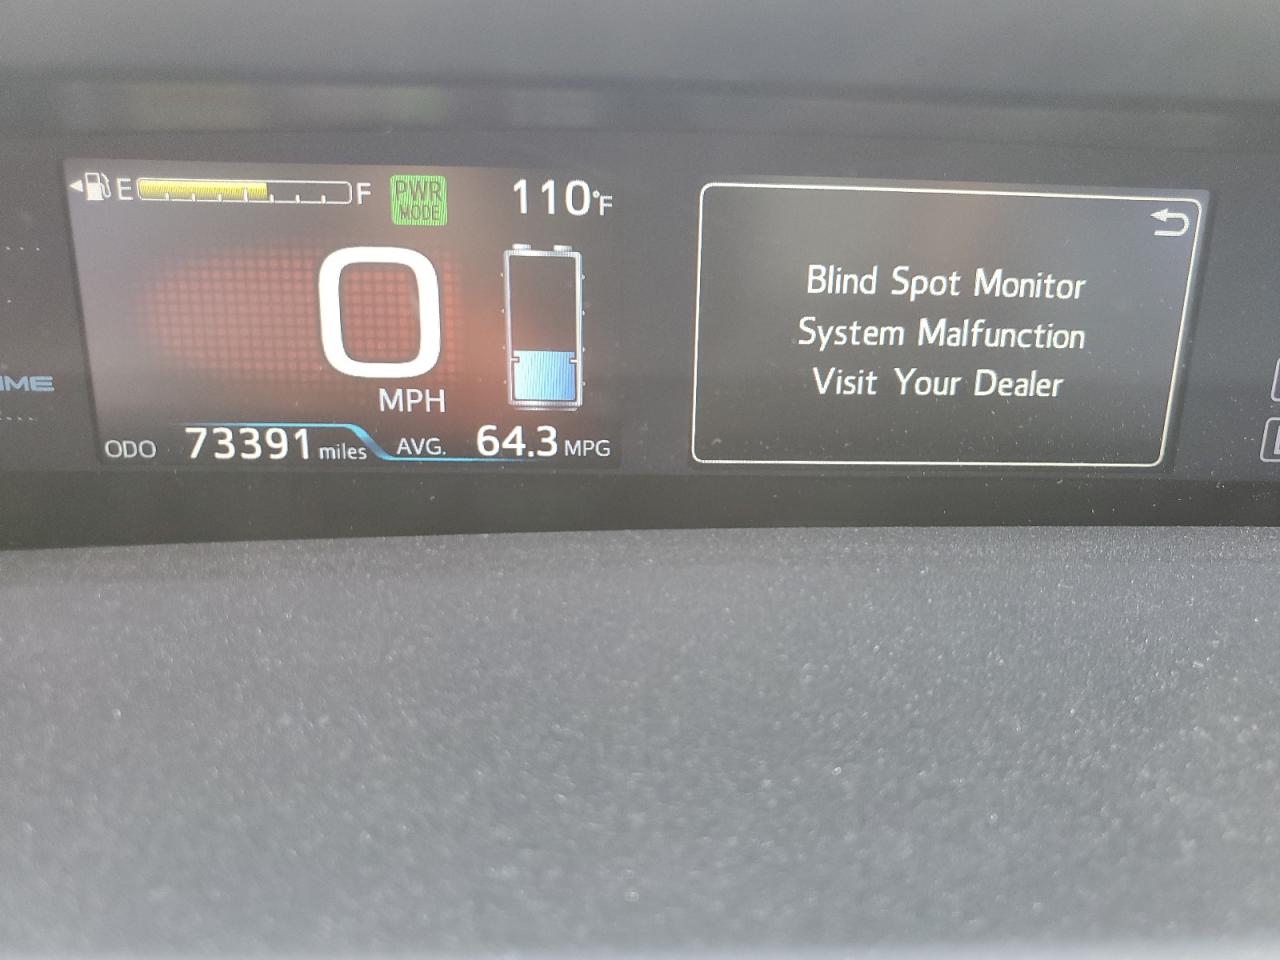 E F
PWR
MODE
110°F
0
MPH
ODO 73391 miles AVG. 64.3 MPG
Blind Spot Monitor
System Malfunction
Visit Your Dealer